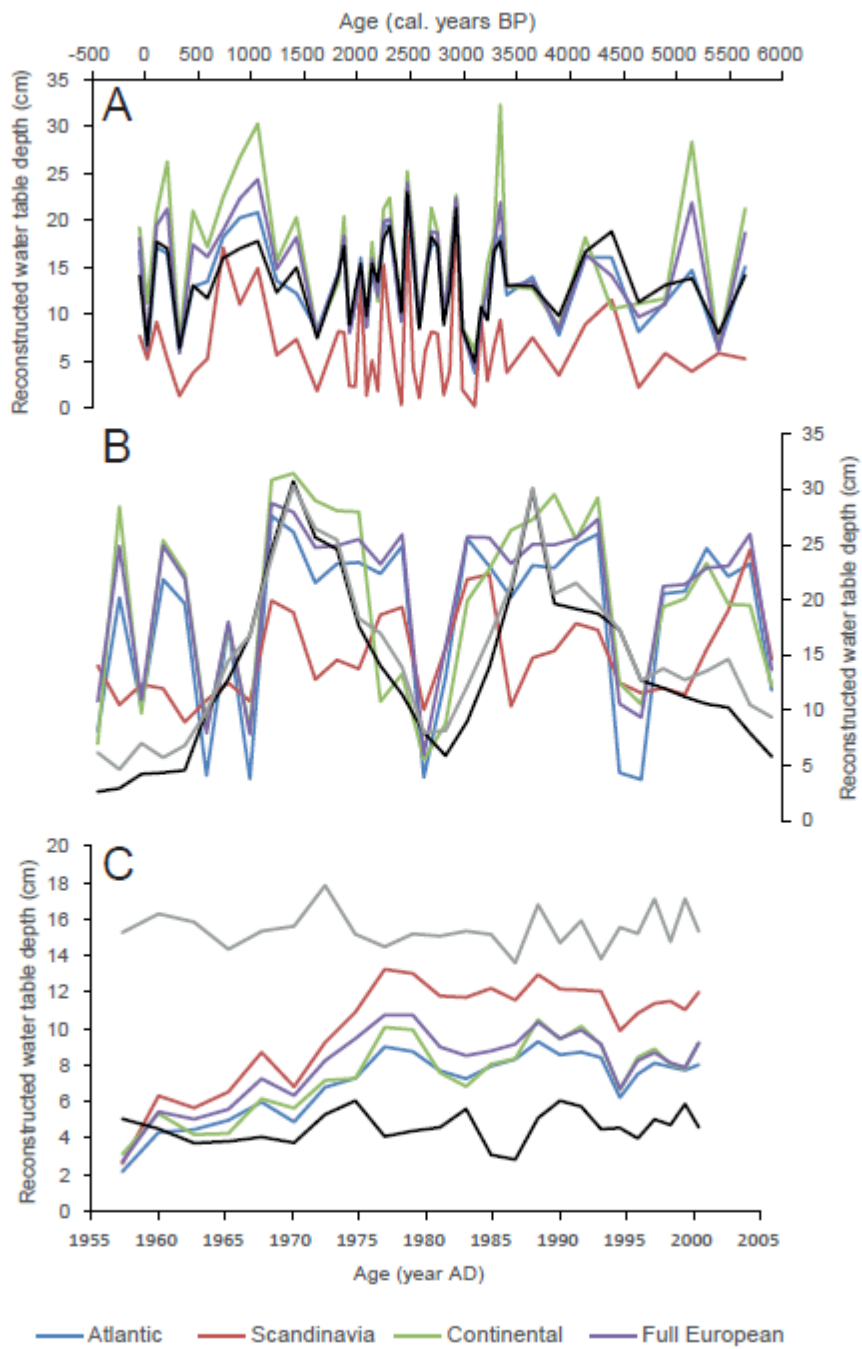 Age (cal. years BP)
-500 0 500 1000 1500 2000 2500 3000 3500 4000 4500 5000 5500 6000
A
Reconstructed water table depth (cm)
35
30
25
20
15
10
5
0
B
Reconstructed water table depth (cm)
35
30
25
20
15
10
5
0
C
Reconstructed water table depth (cm)
20
18
16
14
12
10
8
6
4
2
0
1955 1960 1965 1970 1975 1980 1985 1990 1995 2000 2005
Age (year AD)
Atlantic Scandinavia Continental Full European